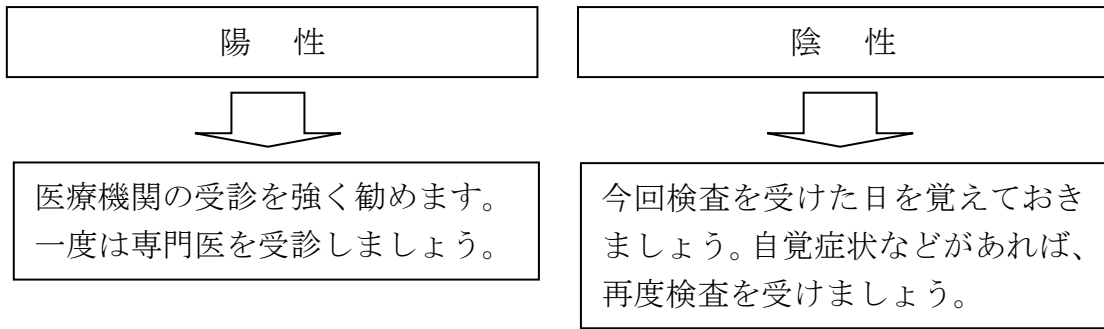 陽 性
医療機関の受診を強く勧めます。
一度は専門医を受診しましょう。
陰 性
今回検査を受けた日を覚えておき
ましょう。自覚症状などがあれば、
再度検査を受けましょう。